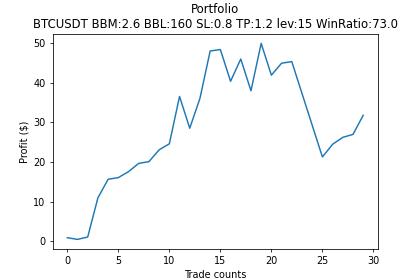 Portfolio
BTCUSDT BBM:2.6 BBL:160 SL:0.8 TP:1.2 lev:15 WinRatio:73.0
50
40
30
20
10
0
Profit ($)
0 5 10 15 20 25 30
Trade counts